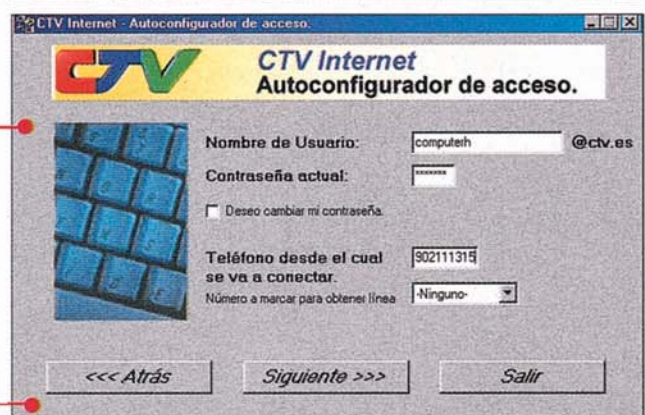 CTV Internet - Autoconfigurador de acceso.
CTV
CTV Internet
Autoconfigurador de acceso.
Nombre de Usuario: computerh @ctv.es
Contraseña actual: *******
Deseo cambiar mi contraseña.
Teléfono desde el cual
se va a conectar. 902111315
Número a marcar para obtener línea -Ninguno-
<<< Atrás Siguiente >>> Salir